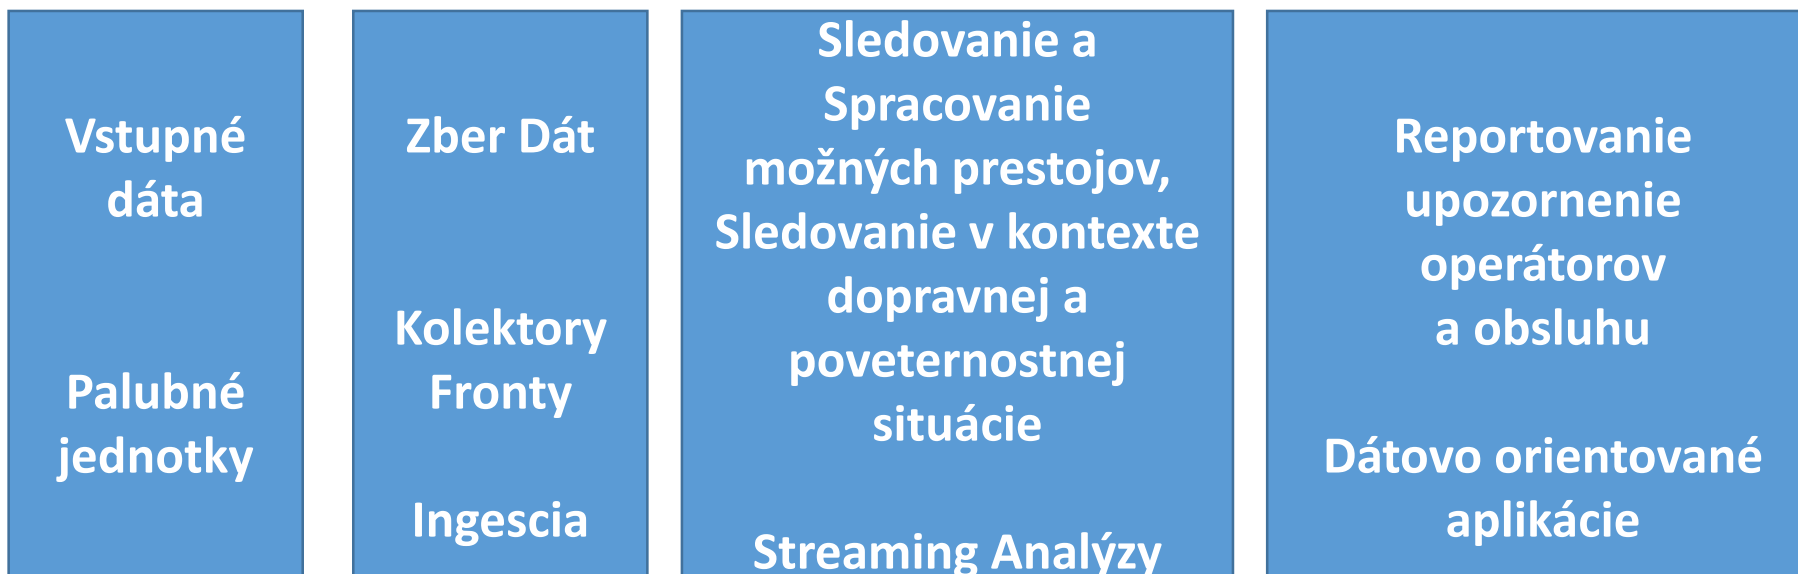 Vstupné
dáta
Palubné
jednotky
Zber Dát
Kolektory
Fronty
Ingescia
Sledovanie a
Spracovanie
možných prestojov,
Sledovanie v kontexte
dopravnej a
poveternostnej
situácie
Streaming Analýzy
Reportovanie
upozornenie
operátorov
a obsluhu
Dátovo orientované
aplikácie